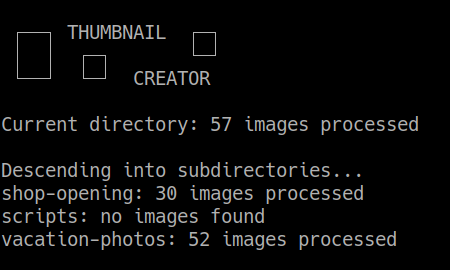 THUMBNAIL
CREATOR
Current directory: 57 images processed
Descending into subdirectories...
shop-opening: 30 images processed
scripts: no images found
vacation-photos: 52 images processed